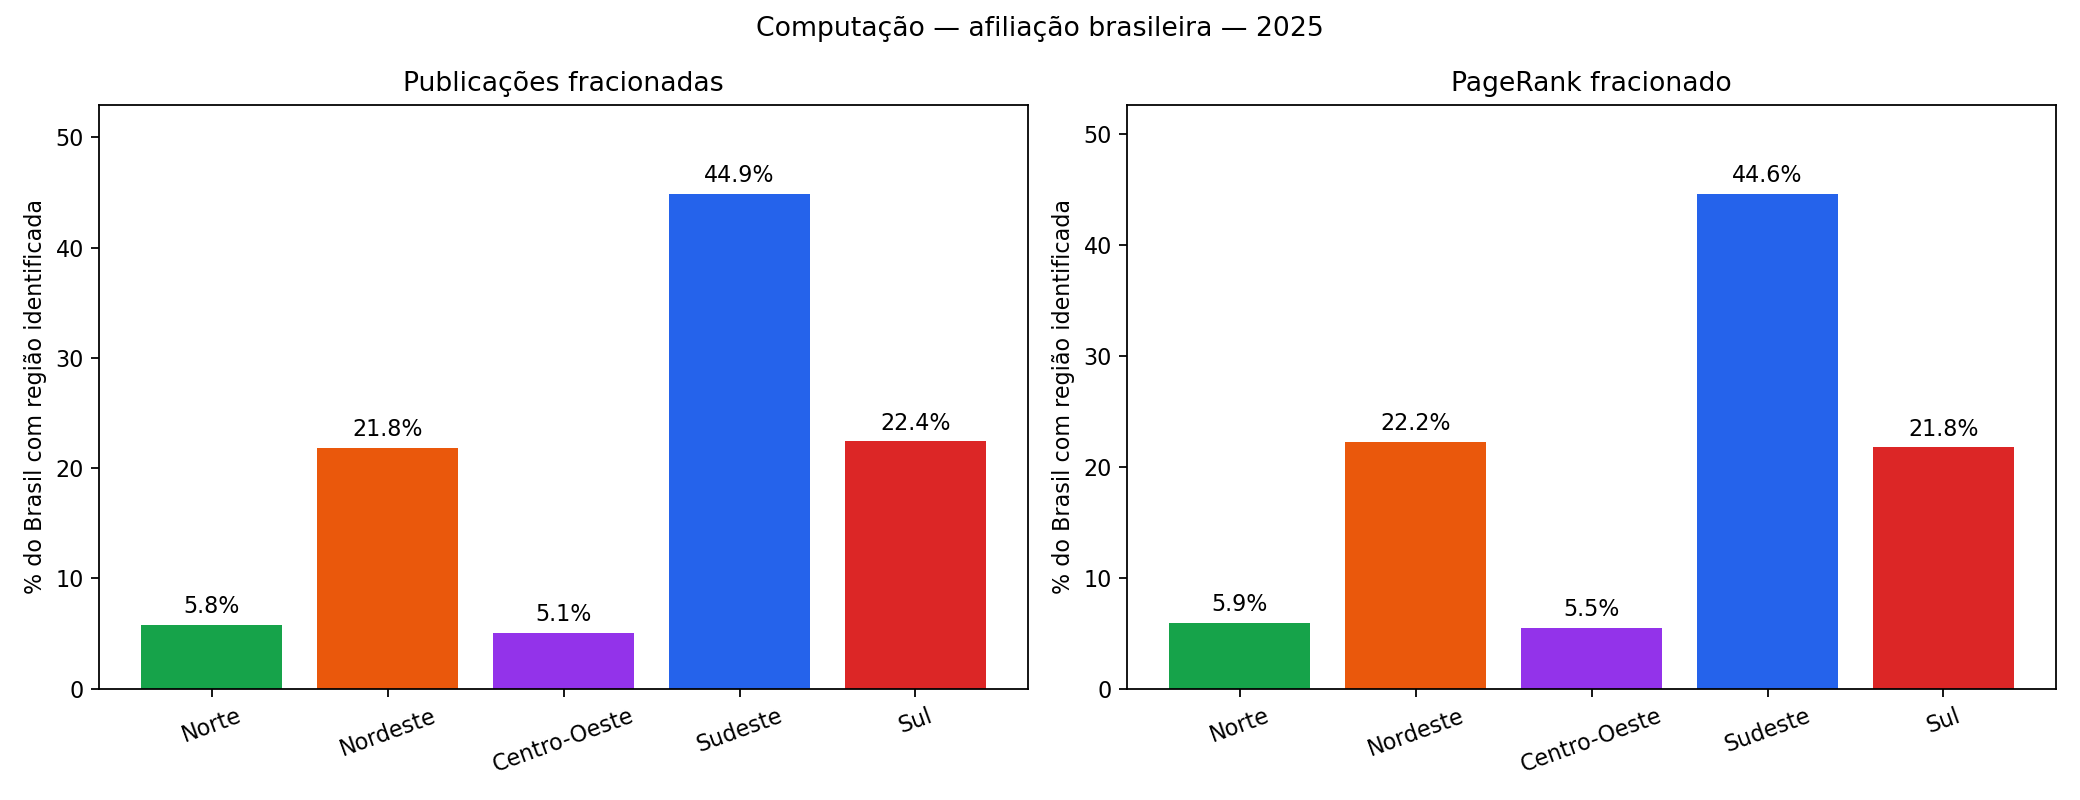 Computação — afiliação brasileira — 2025
Publicações fracionadas
% do Brasil com região identificada
50
40
30
20
10
0
5.8%
21.8%
5.1%
44.9%
22.4%
Norte
Nordeste
Centro-Oeste
Sudeste
Sul
PageRank fracionado
% do Brasil com região identificada
50
40
30
20
10
0
5.9%
22.2%
5.5%
44.6%
21.8%
Norte
Nordeste
Centro-Oeste
Sudeste
Sul